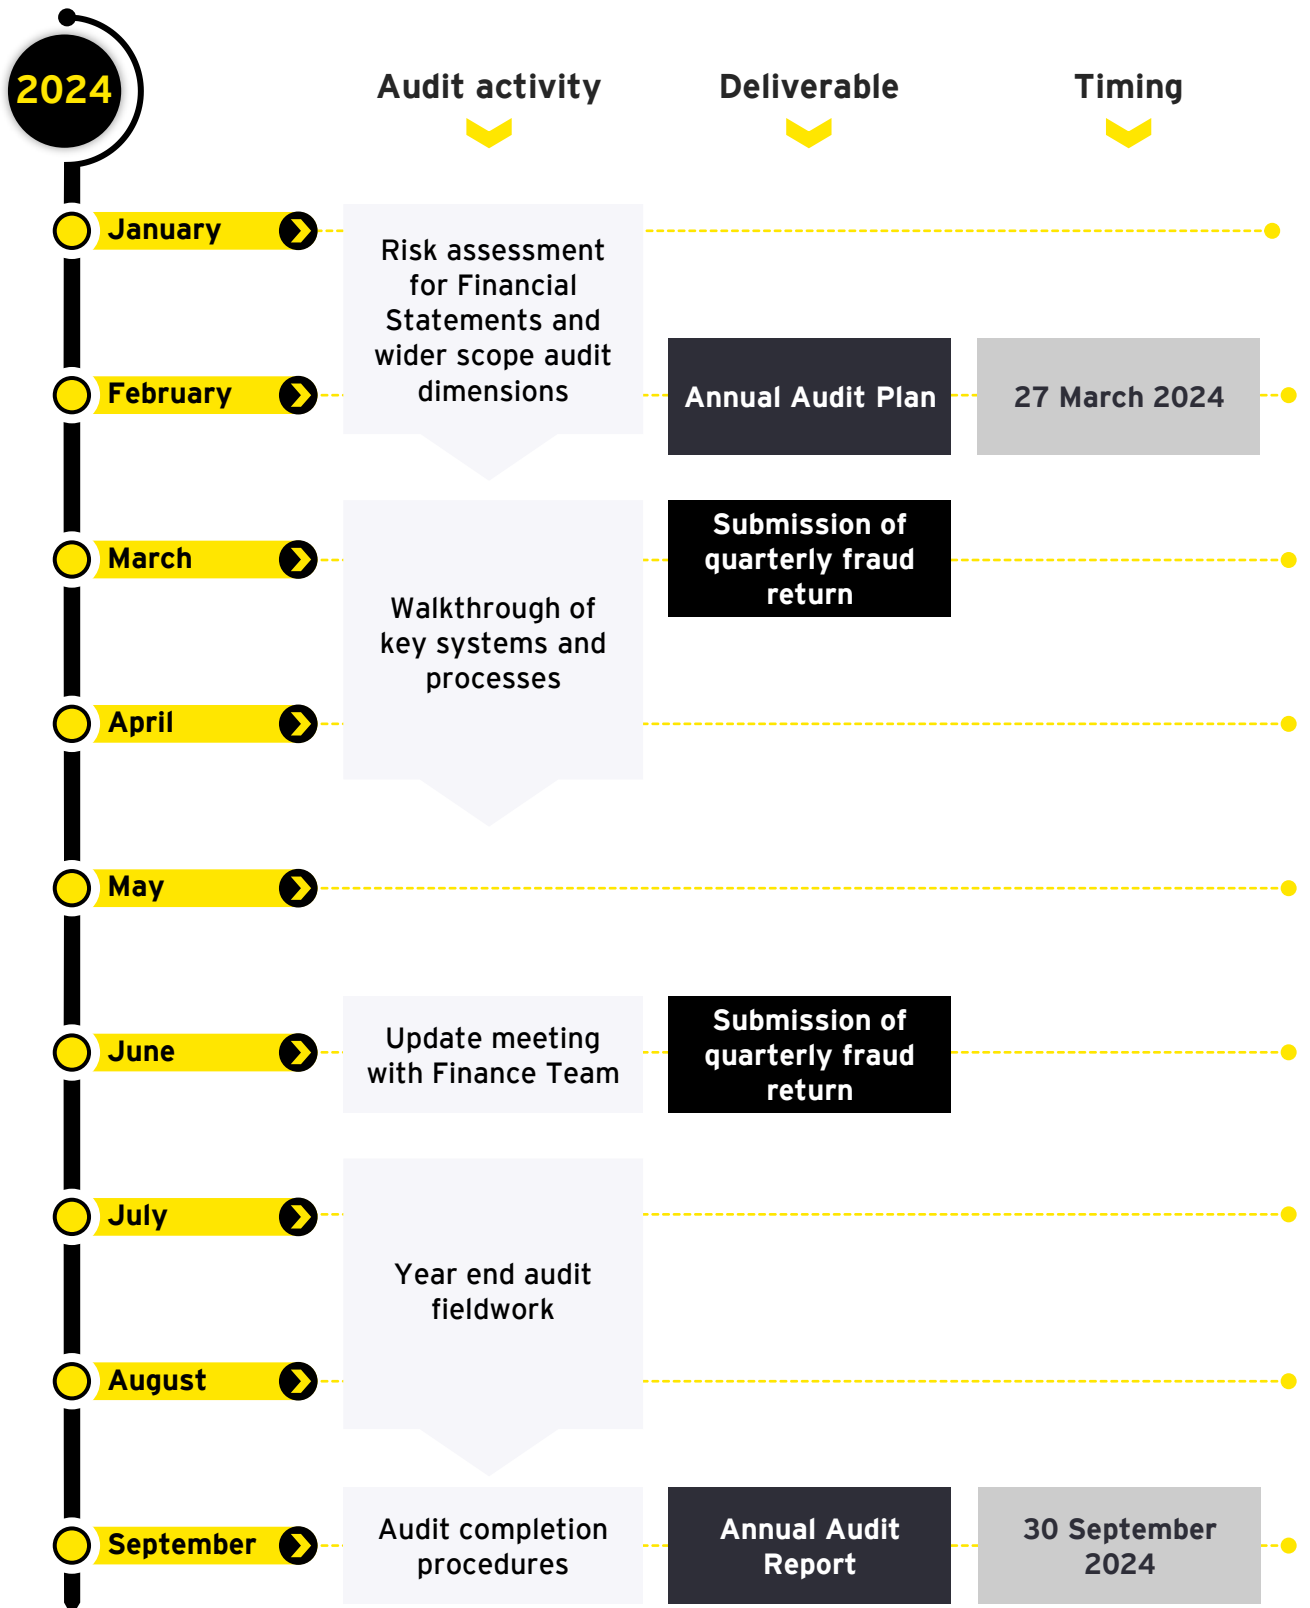 2024
Audit activity
Deliverable
Timing
January
Risk assessment
for Financial
Statements and
wider scope audit
dimensions
February
Annual Audit Plan
27 March 2024
March
Walkthrough of
key systems and
processes
Submission of
quarterly fraud
return
April
May
June
Update meeting
with Finance Team
Submission of
quarterly fraud
return
July
Year end audit
fieldwork
August
September
Audit completion
procedures
Annual Audit
Report
30 September
2024